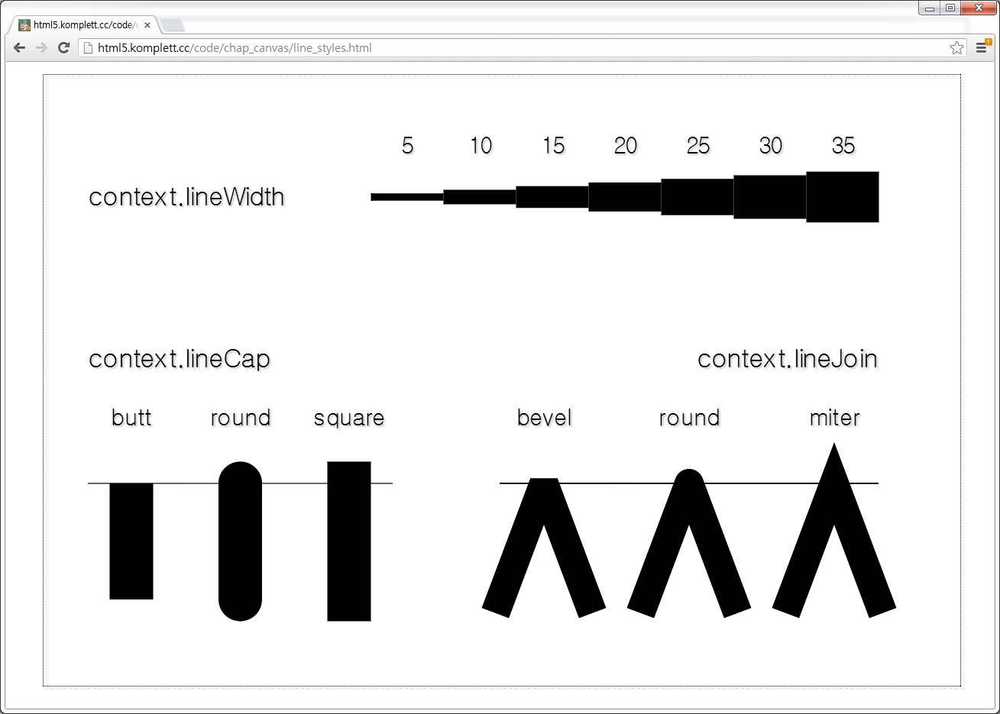 html5.komplett.cc/code/
html5.komplett.cc/code/chap_canvas/line_styles.html
5 10 15 20 25 30 35
context.lineWidth
context.lineCap context.lineJoin
butt round square bevel round miter